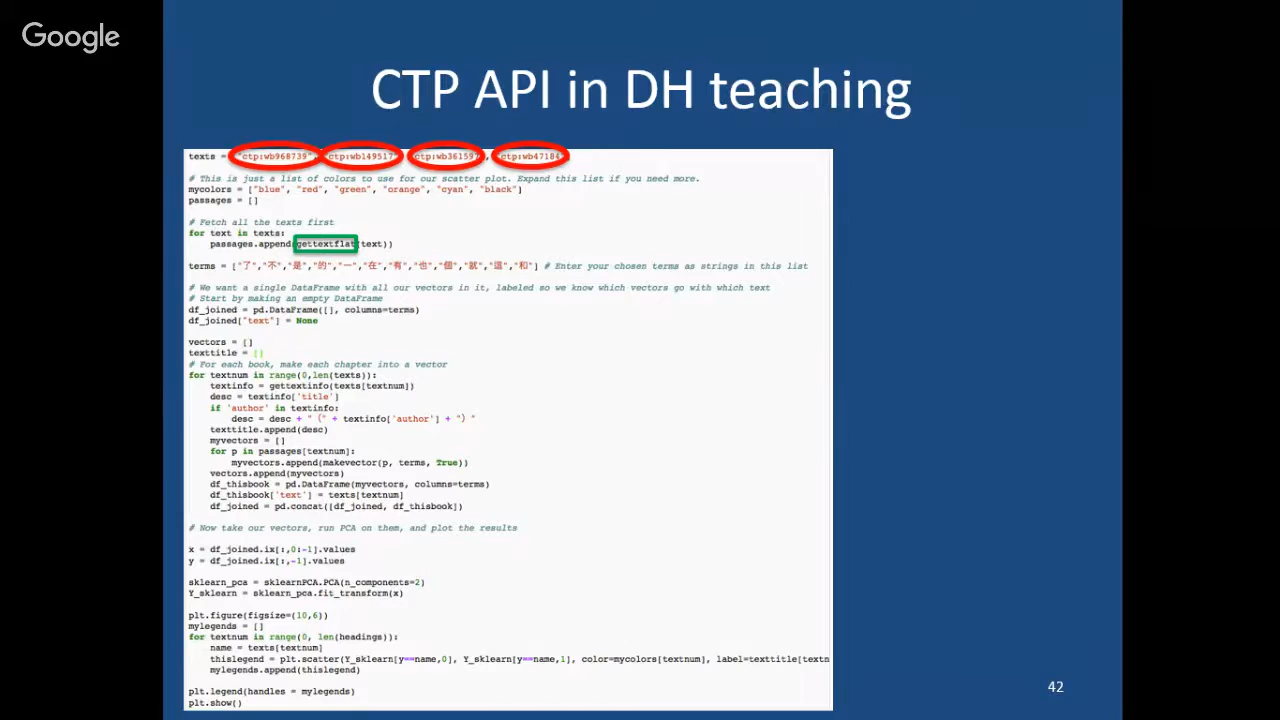 Google
CTP API in DH teaching
texts = "ctp:wb968739", "ctp:wb149517", "ctp:wb361597", "ctp:wb47184"
# This is just a list of colors to use for our scatter plot. Expand this list if you need more.
mycolors = ["blue", "red", "green", "orange", "cyan", "black"]
passages = []
# Fetch all the texts first
for text in texts:
passages.append(gettextflat(text))
terms = ["了","不","是","的","一","在","有","也","個","就","這","和"] # Enter your chosen terms as strings in this list
# We want a single DataFrame with all our vectors in it, labeled so we know which vectors go with which text
# Start by making an empty DataFrame
df_joined = pd.DataFrame([], columns=terms)
df_joined["text"] = None
vectors = []
texttitle = []
# For each book, make each chapter into a vector
for textnum in range(0,len(texts)):
textinfo = gettextinfo(texts[textnum])
desc = textinfo['title']
if 'author' in textinfo:
desc = desc + " (" + textinfo['author'] + ") "
texttitle.append(desc)
myvectors = []
for p in passages[textnum]:
myvectors.append(makevector(p, terms, True))
vectors.append(myvectors)
df_thisbook = pd.DataFrame(myvectors, columns=terms)
df_thisbook['text'] = texts[textnum]
df_joined = pd.concat([df_joined, df_thisbook])
# Now take our vectors, run PCA on them, and plot the results
x = df_joined.ix[:,0:-1].values
y = df_joined.ix[:,-1].values
sklearn_pca = sklearnPCA.PCA(n_components=2)
Y_sklearn = sklearn_pca.fit_transform(x)
plt.figure(figsize=(10,6))
mylegends = []
for textnum in range(0, len(headings)):
name = texts[textnum]
thislegend = plt.scatter(Y_sklearn[y==name,0], Y_sklearn[y==name,1], color=mycolors[textnum], label=texttitle[textn
mylegends.append(thislegend)
plt.legend(handles = mylegends)
plt.show()
42